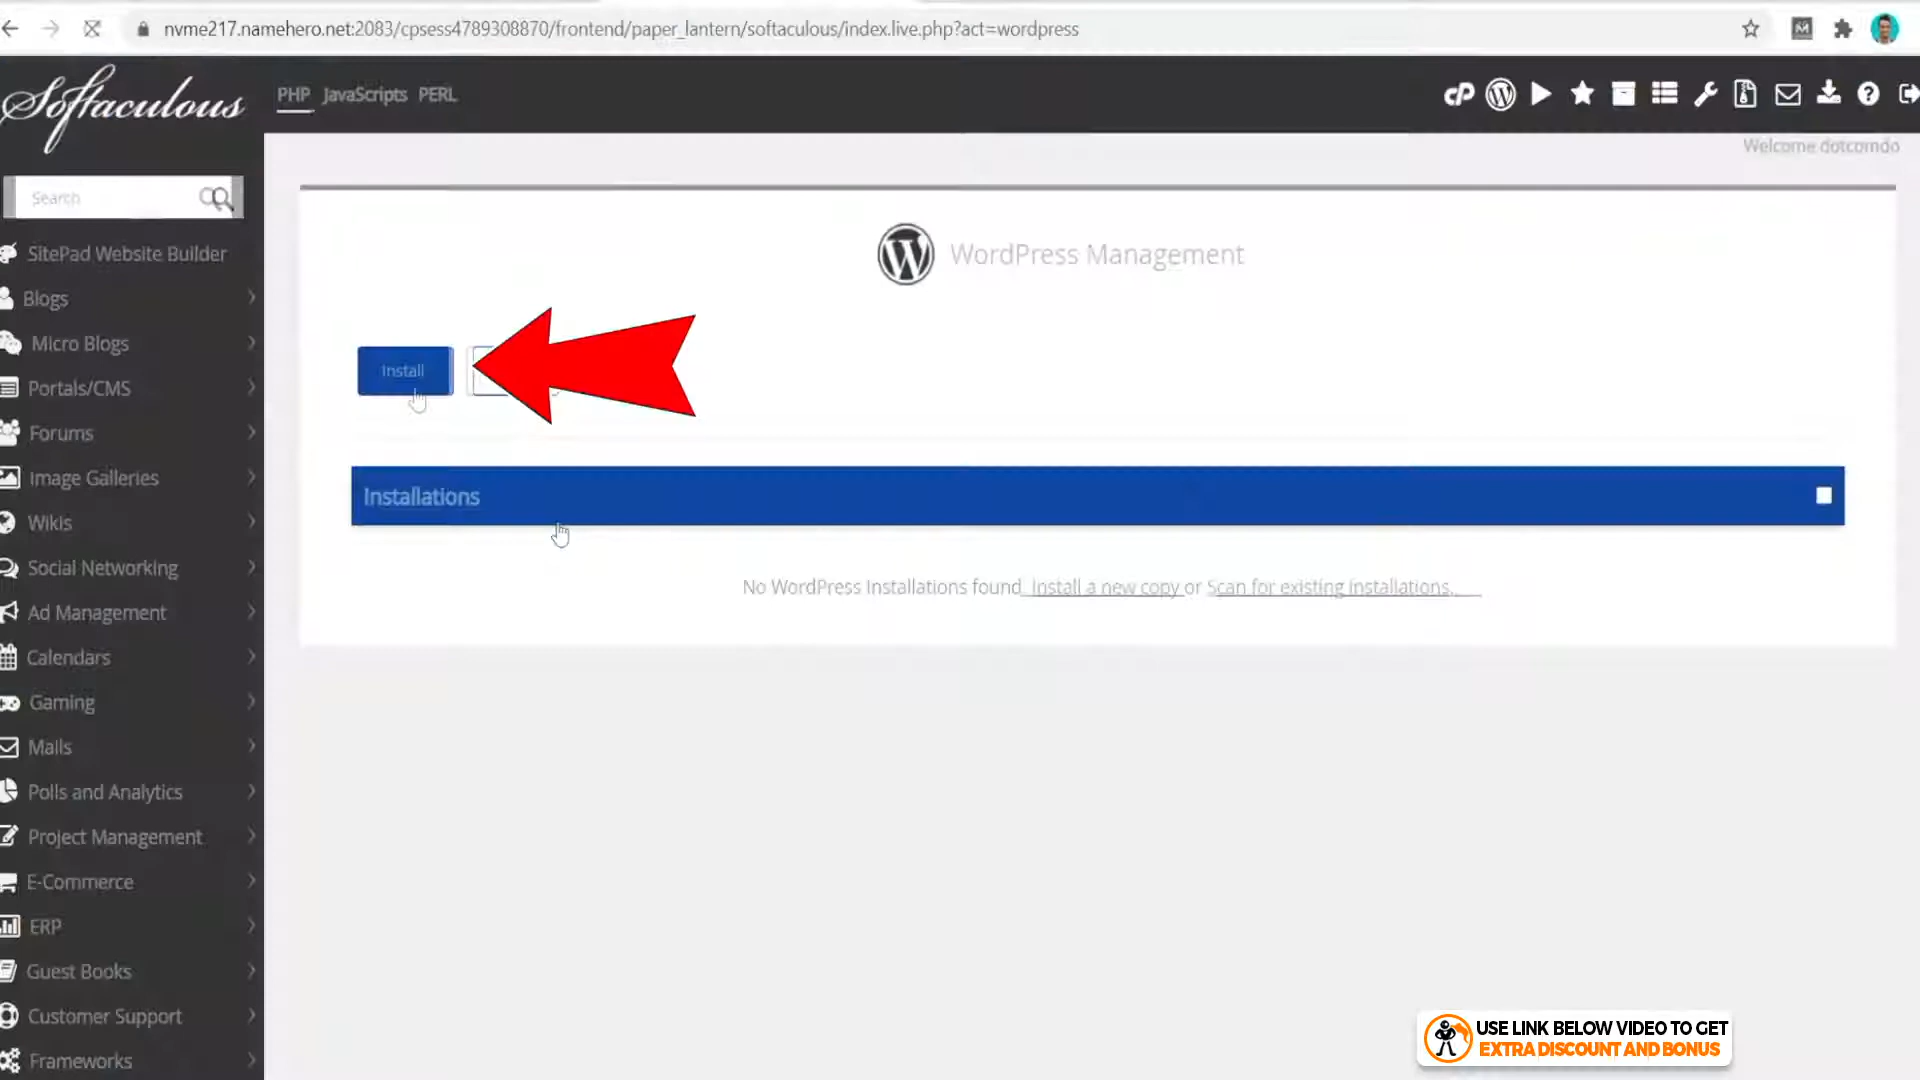 nvme217.namehero.net:2083/cpsess4789308870/frontend/paper_lantern/softaculous/index.live.php?act=wordpress
Softaculous
PHP JavaScripts PERL
cP
Welcome dotcomdo
Search
SitePad Website Builder
Blogs
Micro Blogs
Portals/CMS
Forums
Image Galleries
Wikis
Social Networking
Ad Management
Calendars
Gaming
Mails
Polls and Analytics
Project Management
E-Commerce
ERP
Guest Books
Customer Support
Frameworks
WordPress Management
Install
Installations
No WordPress Installations found. Install a new copy or Scan for existing installations.
USE LINK BELOW VIDEO TO GET
EXTRA DISCOUNT AND BONUS